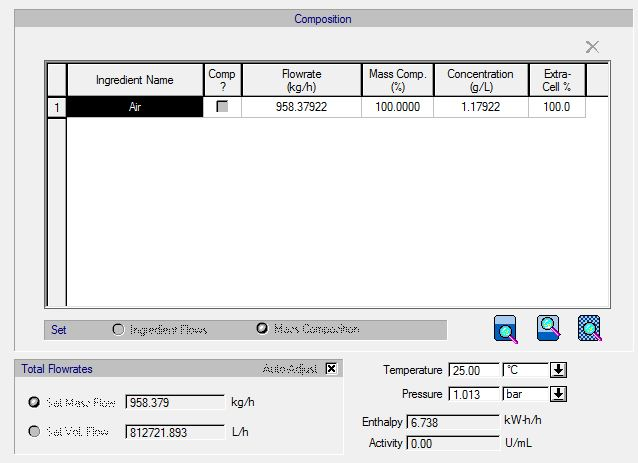 Composition
Ingredient Name Comp ? Flowrate (kg/h) Mass Comp. (%) Concentration (g/L) Extra-Cell %
1 Air 958.37922 100.0000 1.17922 100.0
Set Ingredient Flows Mass Composition
Total Flowrates Auto-Adjust
Set Mass Flow 958.379 kg/h
Set Vol. Flow 812721.893 L/h
Temperature 25.00 °C
Pressure 1.013 bar
Enthalpy 6.738 kW-h/h
Activity 0.00 U/mL